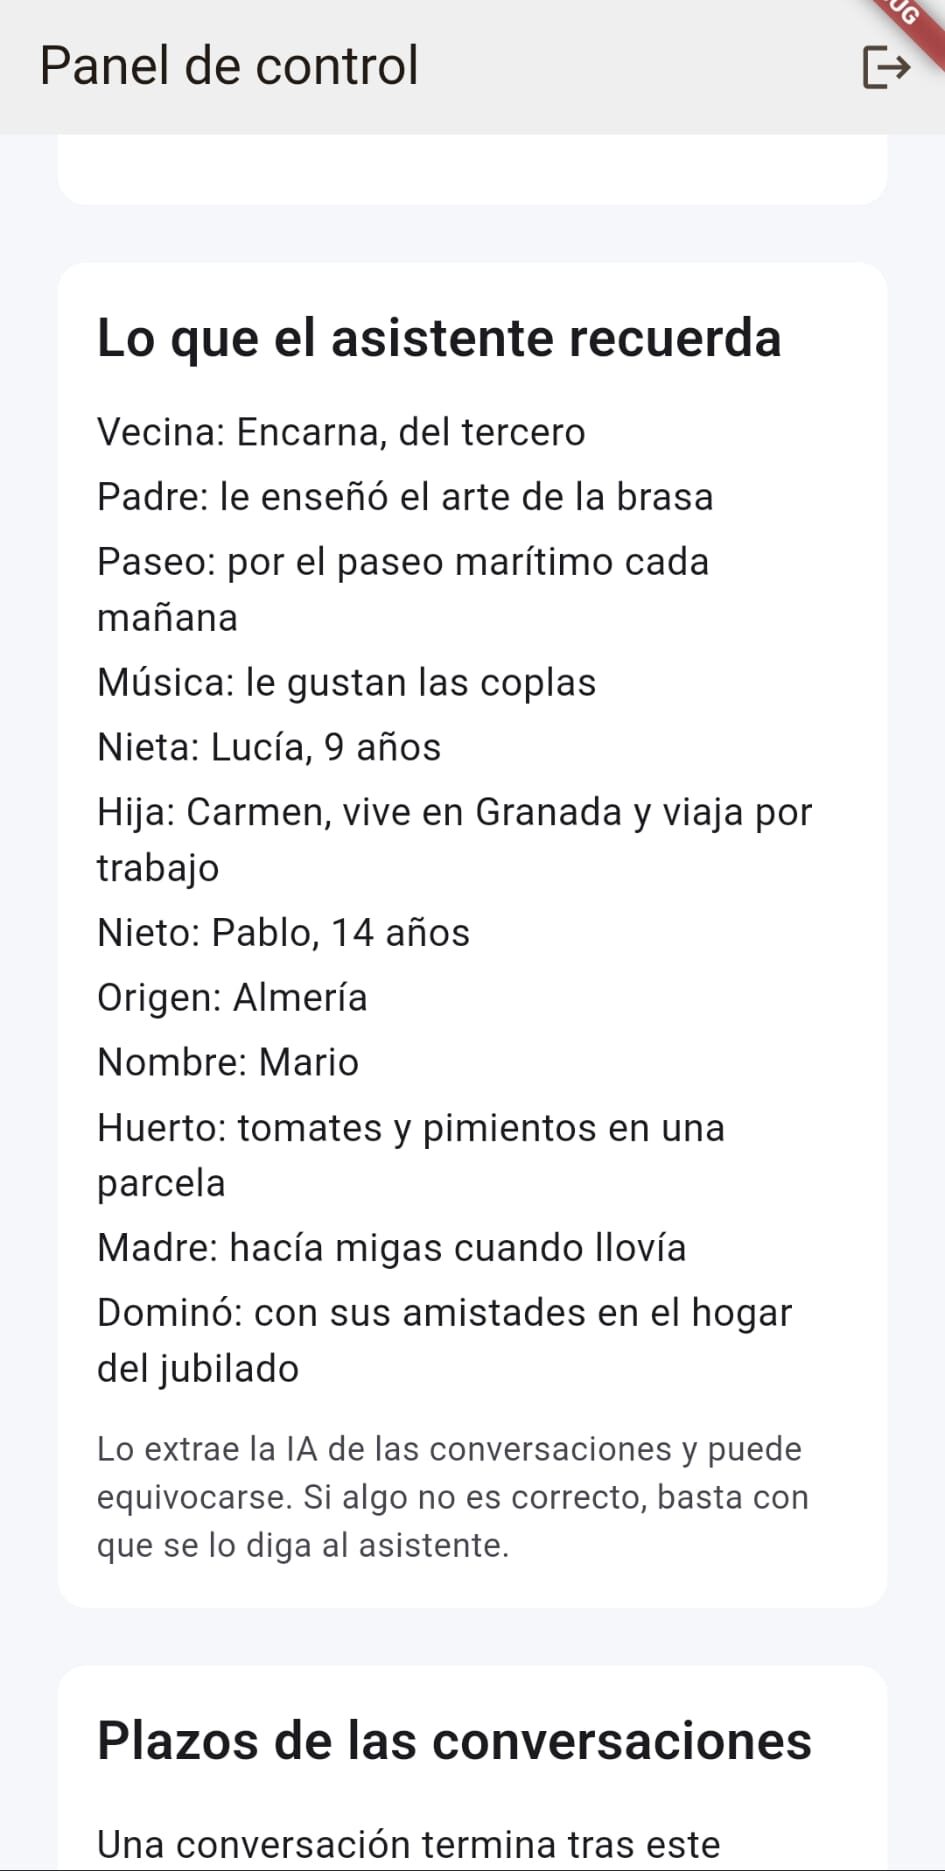 Panel de control
Lo que el asistente recuerda
Vecina: Encarna, del tercero
Padre: le enseñó el arte de la brasa
Paseo: por el paseo marítimo cada
mañana
Música: le gustan las coplas
Nieta: Lucía, 9 años
Hija: Carmen, vive en Granada y viaja por
trabajo
Nieto: Pablo, 14 años
Origen: Almería
Nombre: Mario
Huerto: tomates y pimientos en una
parcela
Madre: hacía migas cuando llovía
Dominó: con sus amistades en el hogar
del jubilado
Lo extrae la IA de las conversaciones y puede
equivocarse. Si algo no es correcto, basta con
que se lo diga al asistente.
Plazos de las conversaciones
Una conversación termina tras este